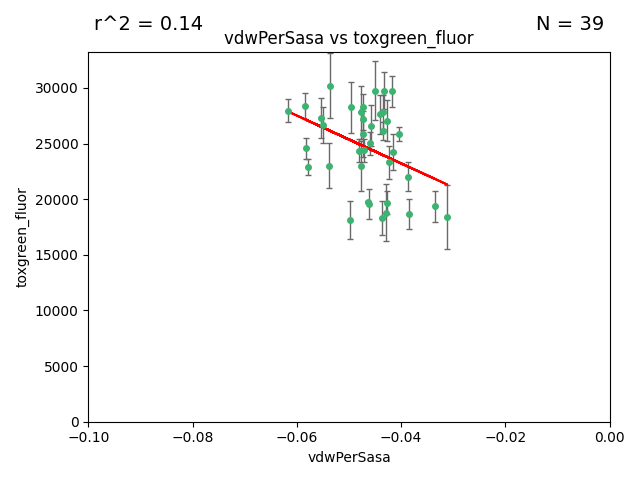 r^2 = 0.14
N = 39
vdwPerSasa vs toxgreen_fluor
toxgreen_fluor
30000
25000
20000
15000
10000
5000
0
−0.10
−0.08
−0.06
−0.04
−0.02
0.00
vdwPerSasa